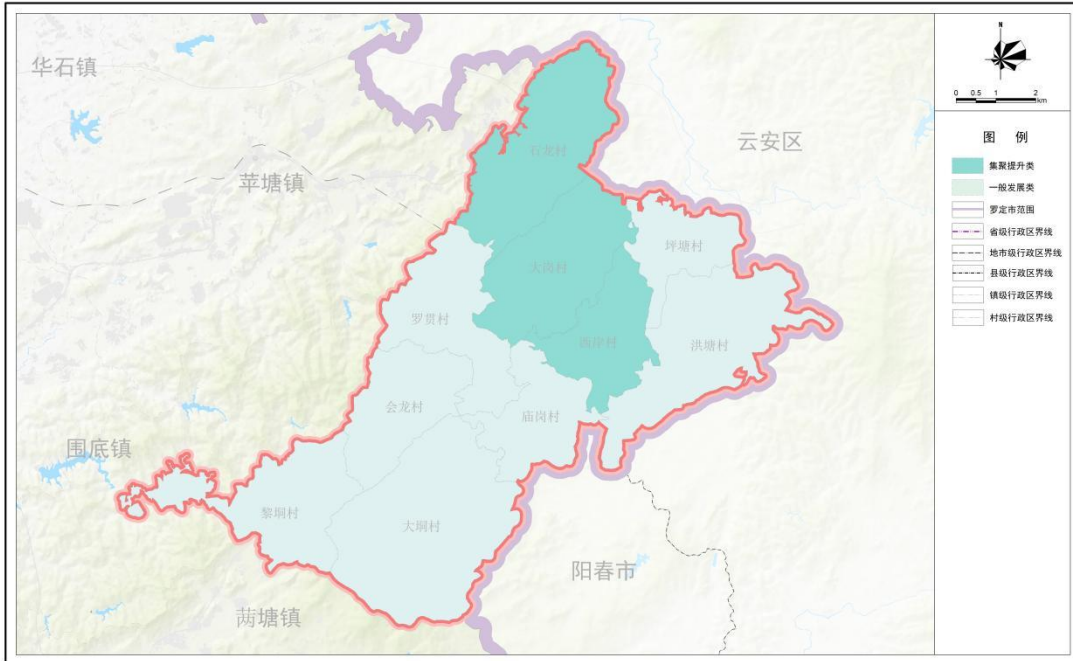 华石镇
云安区
苹塘镇
石龙村
坪塘村
大岗村
罗贯村
洪塘村
会龙村
庙岗村
围底镇
黎垌村
大垌村
阳春市
䓣塘镇
N
0 0.5 1 2
km
图 例
集聚提升类
一般发展类
罗定市范围
省级行政区界线
地市级行政区界线
县级行政区界线
镇级行政区界线
村级行政区界线